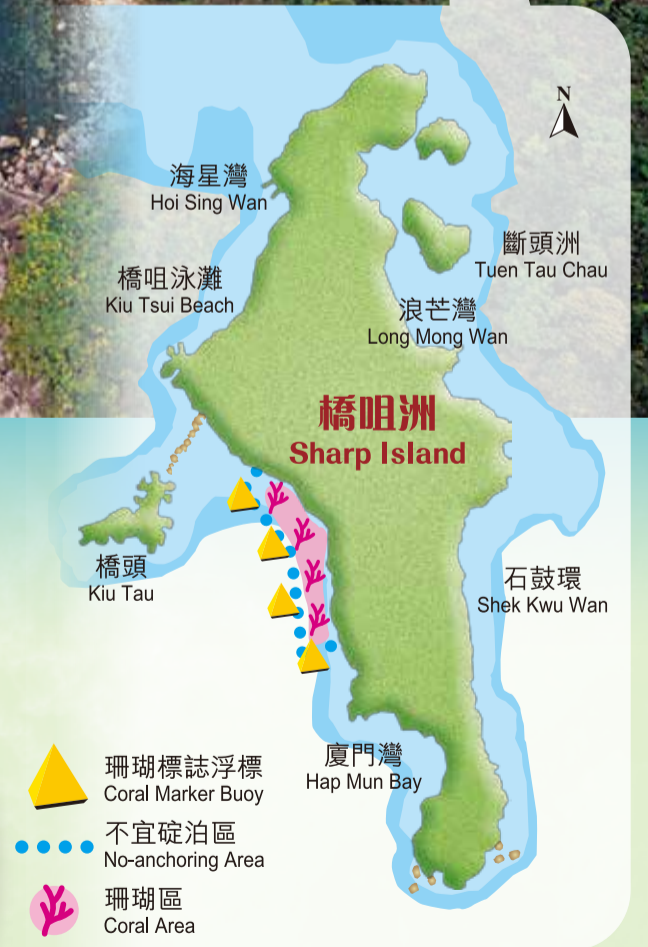 N
海星灣
Hoi Sing Wan
斷頭洲
Tuen Tau Chau
橋咀泳灘
Kiu Tsui Beach
浪茫灣
Long Mong Wan
橋咀洲
Sharp Island
橋頭
Kiu Tau
石鼓環
Shek Kwu Wan
廈門灣
Hap Mun Bay
珊瑚標誌浮標
Coral Marker Buoy
不宜碇泊區
No-anchoring Area
珊瑚區
Coral Area